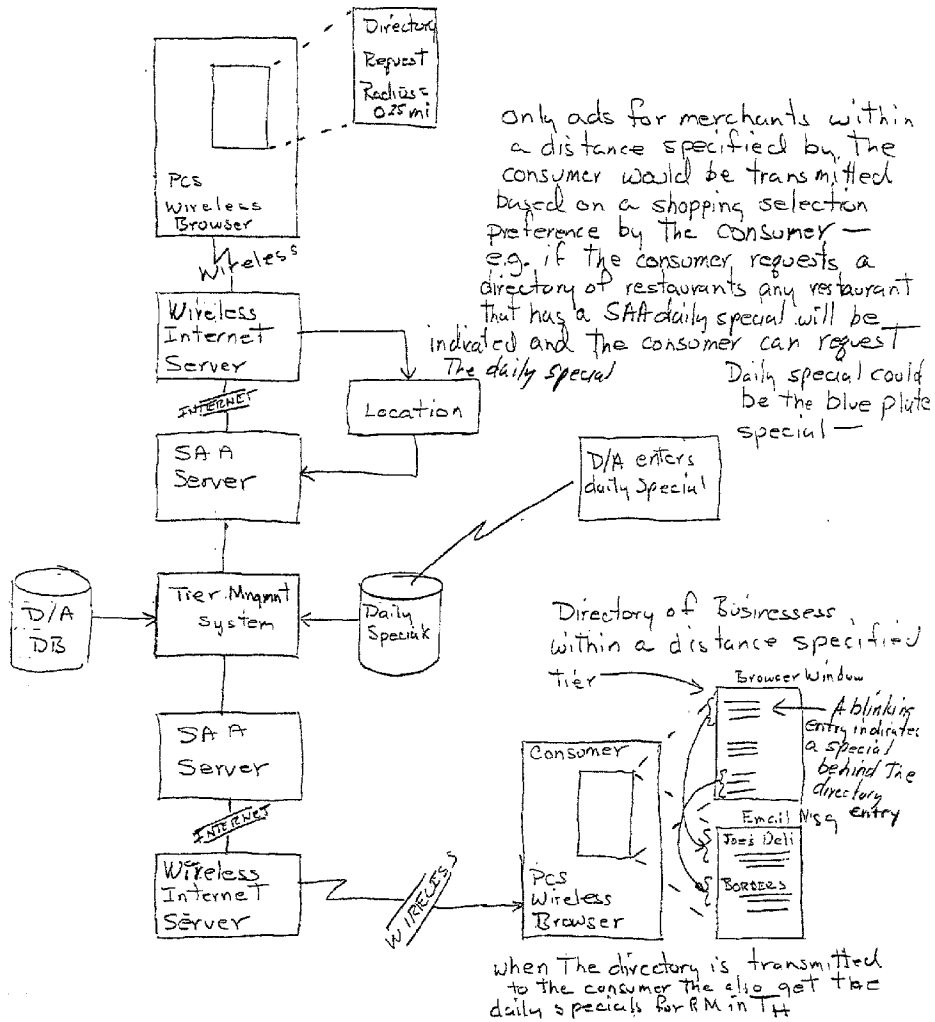 Directory
Request
Radius =
0.25 mi
PCS
Wireless
Browser
Wireless
only ads for merchants within
a distance specified by the
consumer would be transmitted
based on a shopping selection
preference by the consumer —
e.g. if the consumer requests a
directory of restaurants any restaurant
that has a SAA daily special will be
indicated and the consumer can request
The daily special
Daily special could
be the blue plate
special —
Wireless
Internet
Server
Location
INTERNET
SAA
Server
D/A enters
daily special
D/A
DB
Tier Mngmnt
System
Daily
Specials
Directory of Businessess
within a distance specified
Tier
Browser Window
A blinking
entry indicates
a special
behind the
directory
entry
SAA
Server
Consumer
PCS
Wireless
Browser
Email Msg
Joe's Deli
BORDERS
INTERNET
Wireless
Internet
Server
WIRELESS
when the directory is transmitted
to the consumer the also get the
daily specials for RM in TH